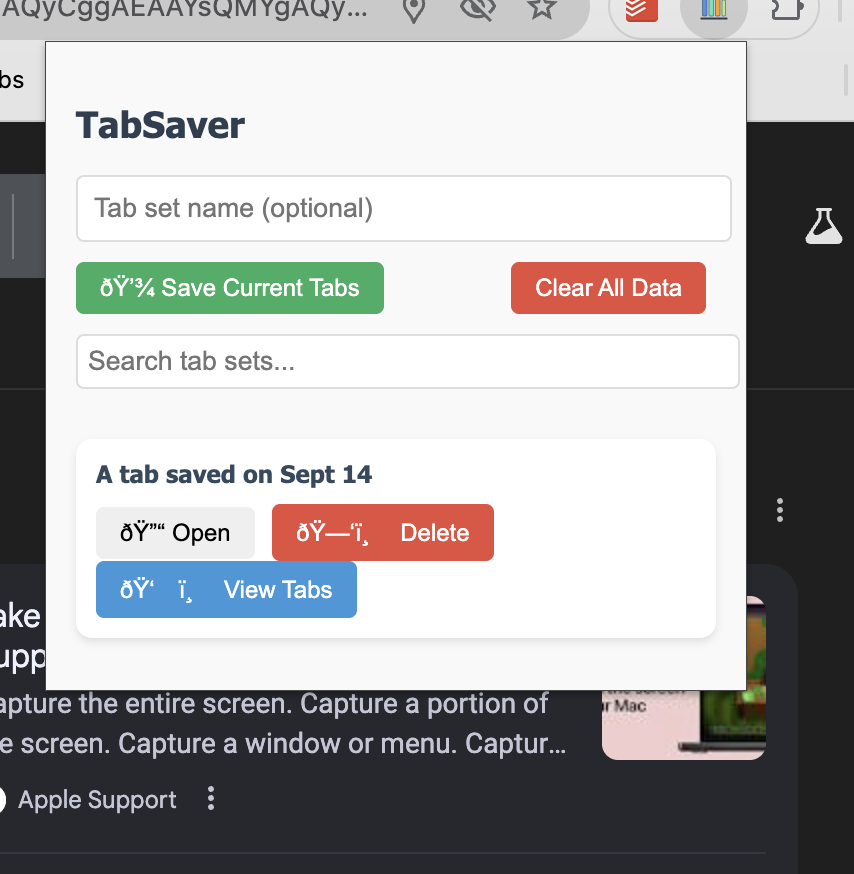 AQyCggAEAAYsQMYgAQy...
bs
TabSaver
Tab set name (optional)
ðŸ’¾ Save Current Tabs
Clear All Data
Search tab sets...
A tab saved on Sept 14
ðŸ”“ Open
ðŸ—‘ï¸ Delete
ðŸ‘ ï¸ View Tabs
ake
upp
apture the entire screen. Capture a portion of
e screen. Capture a window or menu. Captur...
r Mac
Apple Support